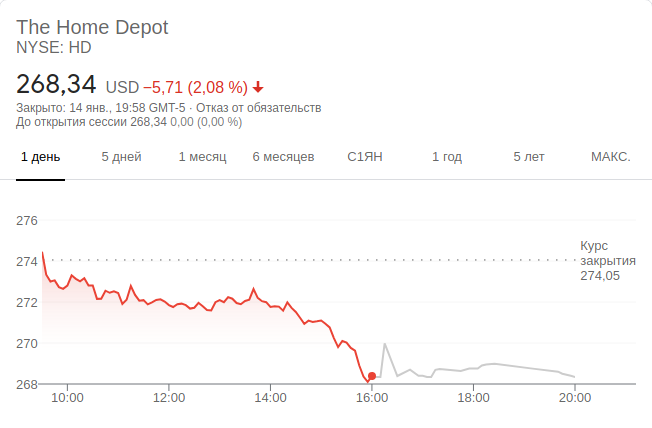 The Home Depot
NYSE: HD
268,34 USD −5,71 (2,08 %)
Закрыто: 14 янв., 19:58 GMT-5 · Отказ от обязательств
До открытия сессии 268,34 0,00 (0,00 %)
1 день 5 дней 1 месяц 6 месяцев С1ЯН 1 год 5 лет МАКС.
276
274
272
270
268
Курс
закрытия
274,05
10:00 12:00 14:00 16:00 18:00 20:00